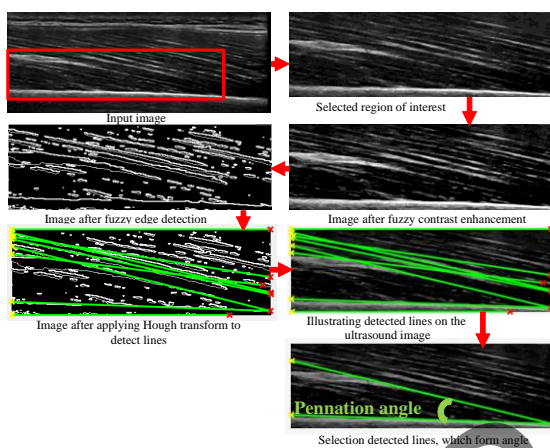 Input image
Selected region of interest
Image after fuzzy edge detection
Image after fuzzy contrast enhancement
Image after applying Hough transform to
detect lines
Illustrating detected lines on the
ultrasound image
Pennation angle
Selection detected lines, which form angle